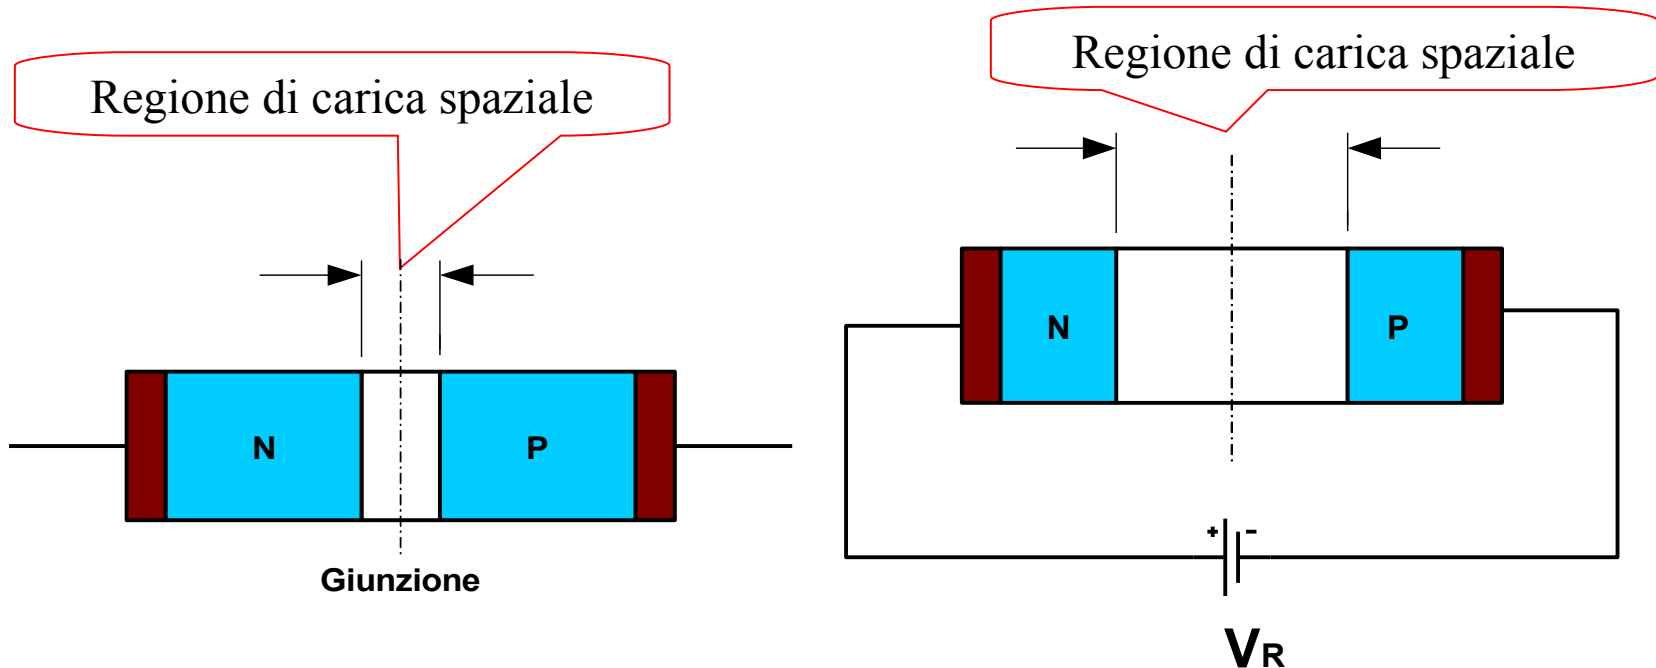 Regione di carica spaziale
N
P
Giunzione
Regione di carica spaziale
N
P
+ -
VR